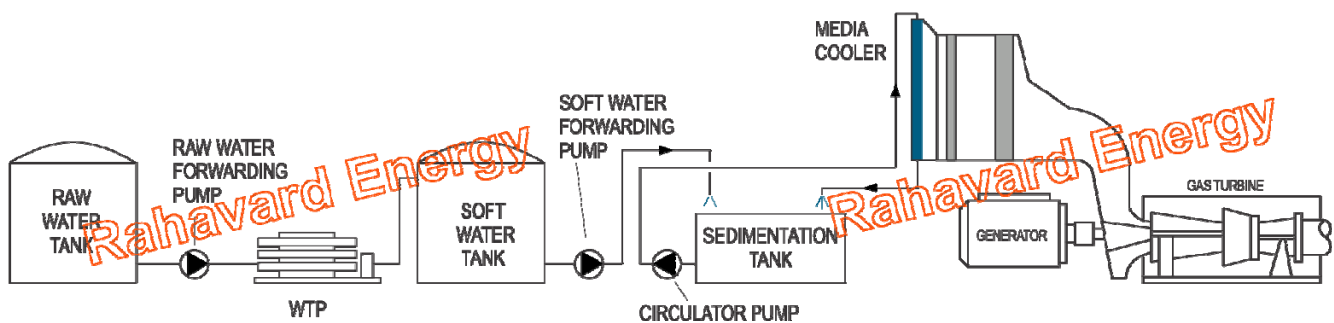 MEDIA
COOLER
SOFT WATER
FORWARDING
PUMP
RAW WATER
FORWARDING
PUMP
RAW
WATER
TANK
WTP
SOFT
WATER
TANK
SEDIMENTATION
TANK
CIRCULATOR PUMP
GENERATOR
GAS TURBINE
Rahavard Energy
Rahavard Energy